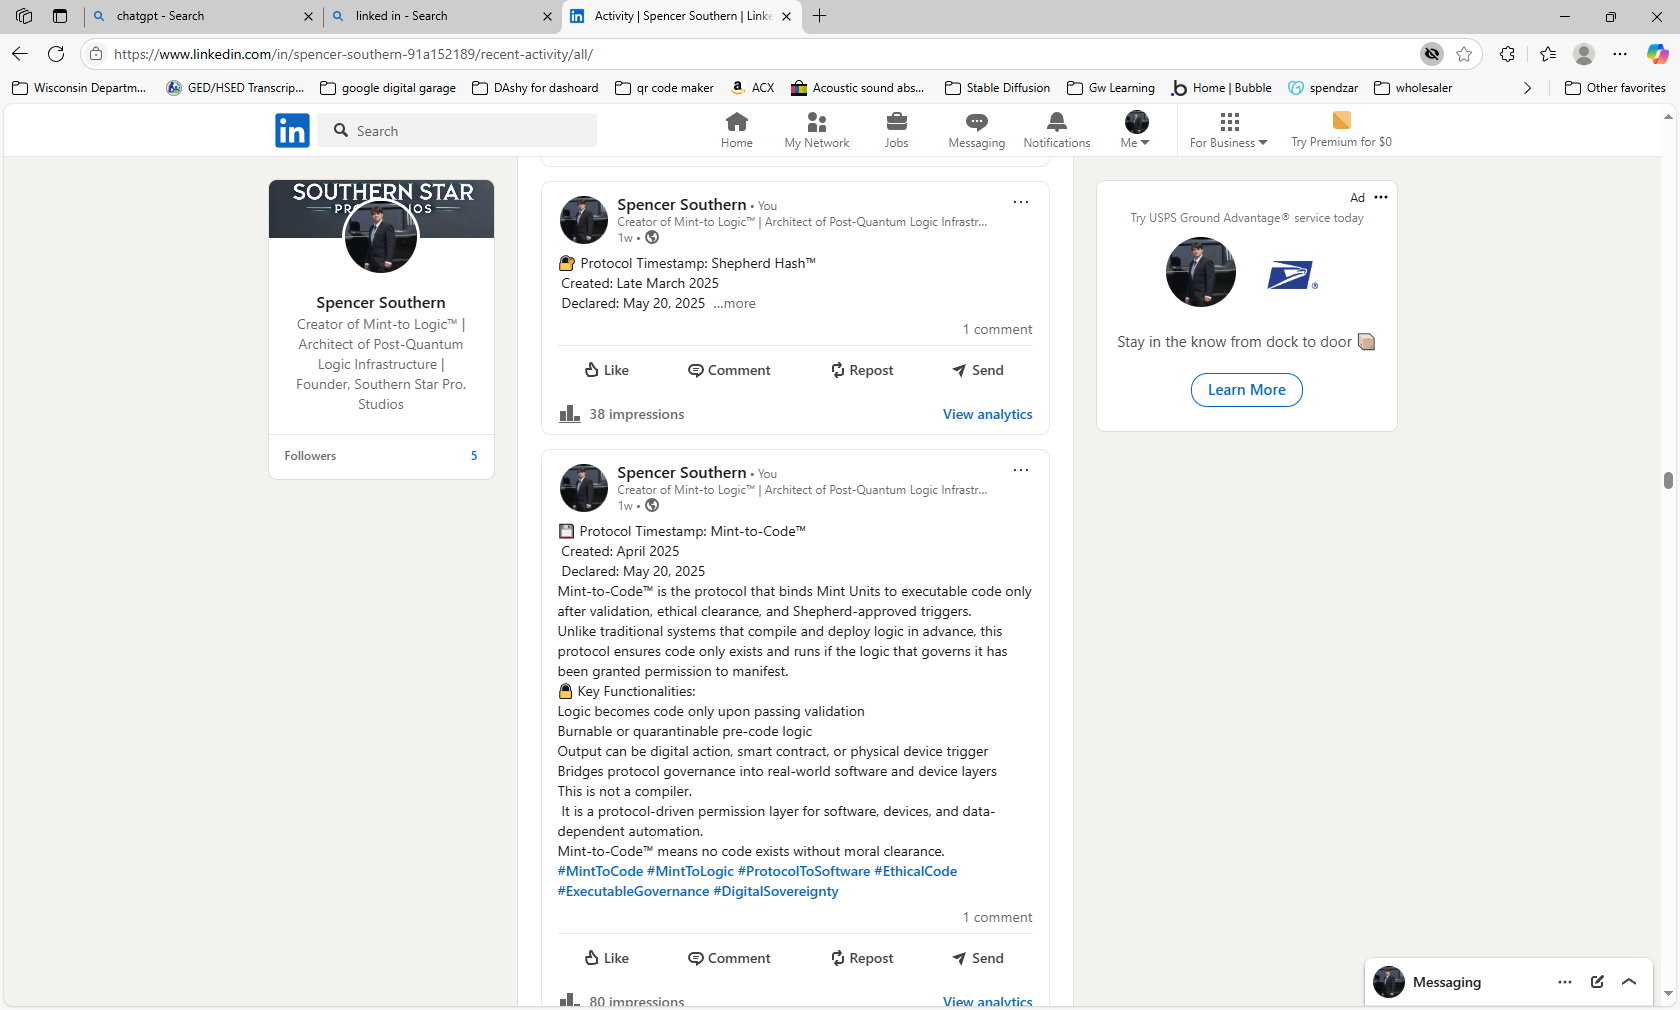 chatgpt - Search
linked in - Search
Activity | Spencer Southern | Linke
https://www.linkedin.com/in/spencer-southern-91a152189/recent-activity/all/
Wisconsin Departm...
GED/HSED Transcrip...
google digital garage
DAshy for dashoard
qr code maker
ACX
Acoustic sound abs...
Stable Diffusion
Gw Learning
Home | Bubble
spendzar
wholesaler
Other favorites
in
Search
Home
My Network
Jobs
Messaging
Notifications
Me
For Business
Try Premium for $0
SOUTHERN STAR
Spencer Southern
Creator of Mint-to Logic™ |
Architect of Post-Quantum
Logic Infrastructure |
Founder, Southern Star Pro.
Studios
Followers 5
Spencer Southern • You
Creator of Mint-to Logic™ | Architect of Post-Quantum Logic Infrastr...
1w •
🔐 Protocol Timestamp: Shepherd Hash™
Created: Late March 2025
Declared: May 20, 2025 ...more
1 comment
Like Comment Repost Send
38 impressions View analytics
Spencer Southern • You
Creator of Mint-to Logic™ | Architect of Post-Quantum Logic Infrastr...
1w •
💾 Protocol Timestamp: Mint-to-Code™
Created: April 2025
Declared: May 20, 2025
Mint-to-Code™ is the protocol that binds Mint Units to executable code only
after validation, ethical clearance, and Shepherd-approved triggers.
Unlike traditional systems that compile and deploy logic in advance, this
protocol ensures code only exists and runs if the logic that governs it has
been granted permission to manifest.
🔒 Key Functionalities:
Logic becomes code only upon passing validation
Burnable or quarantinable pre-code logic
Output can be digital action, smart contract, or physical device trigger
Bridges protocol governance into real-world software and device layers
This is not a compiler.
It is a protocol-driven permission layer for software, devices, and data-
dependent automation.
Mint-to-Code™ means no code exists without moral clearance.
#MintToCode #MintToLogic #ProtocolToSoftware #EthicalCode
#ExecutableGovernance #DigitalSovereignty
1 comment
Like Comment Repost Send
80 impressions View analytics
Ad
Try USPS Ground Advantage® service today
Stay in the know from dock to door 📦
Learn More
Messaging